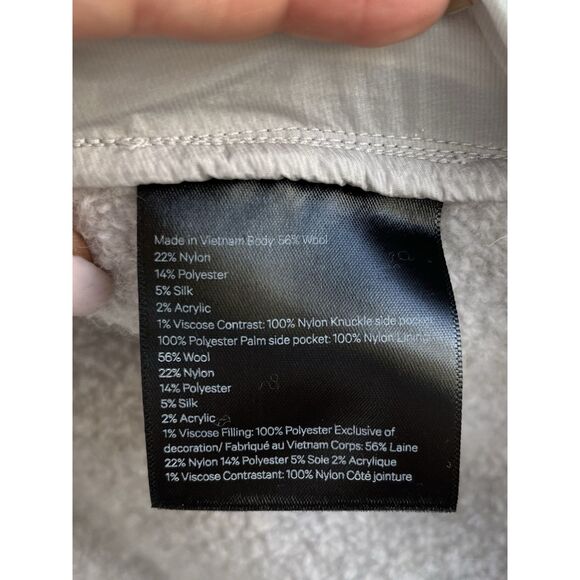 Made in Vietnam Body: 56% Wool
22% Nylon
14% Polyester
5% Silk
2% Acrylic
1% Viscose Contrast: 100% Nylon Knuckle side pocket:
100% Polyester Palm side pocket: 100% Nylon Lining:
56% Wool
22% Nylon
14% Polyester
5% Silk
2% Acrylic
1% Viscose Filling: 100% Polyester Exclusive of
decoration/ Fabriqué au Vietnam Corps: 56% Laine
22% Nylon 14% Polyester 5% Soie 2% Acrylique
1% Viscose Contrastant: 100% Nylon Côté jointure